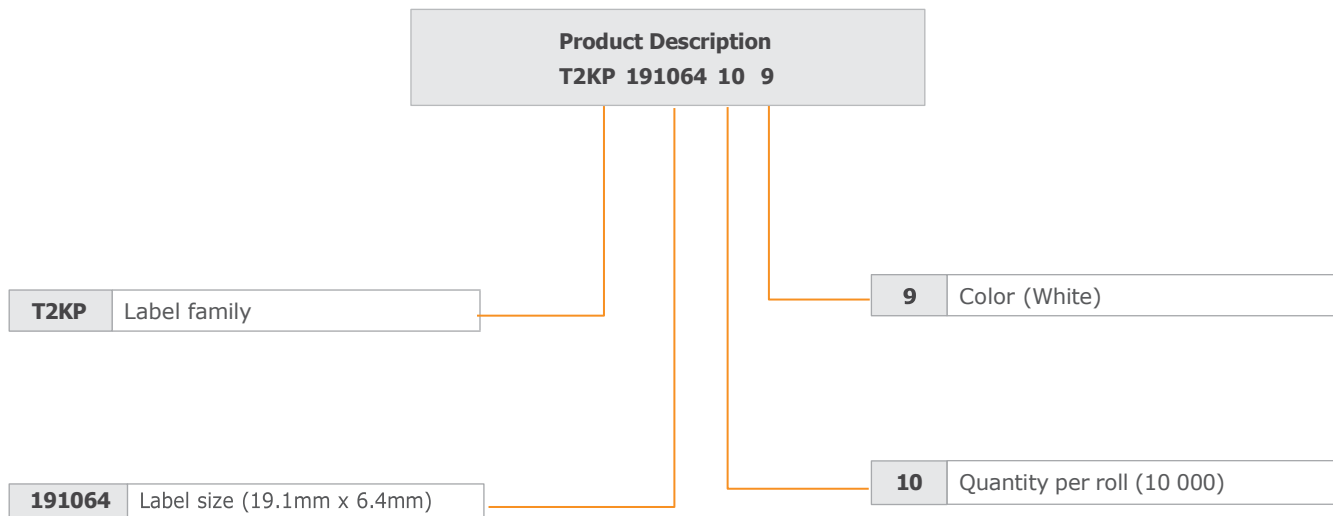 Product Description
T2KP 191064 10 9
T2KP Label family
9 Color (White)
191064 Label size (19.1mm x 6.4mm)
10 Quantity per roll (10 000)